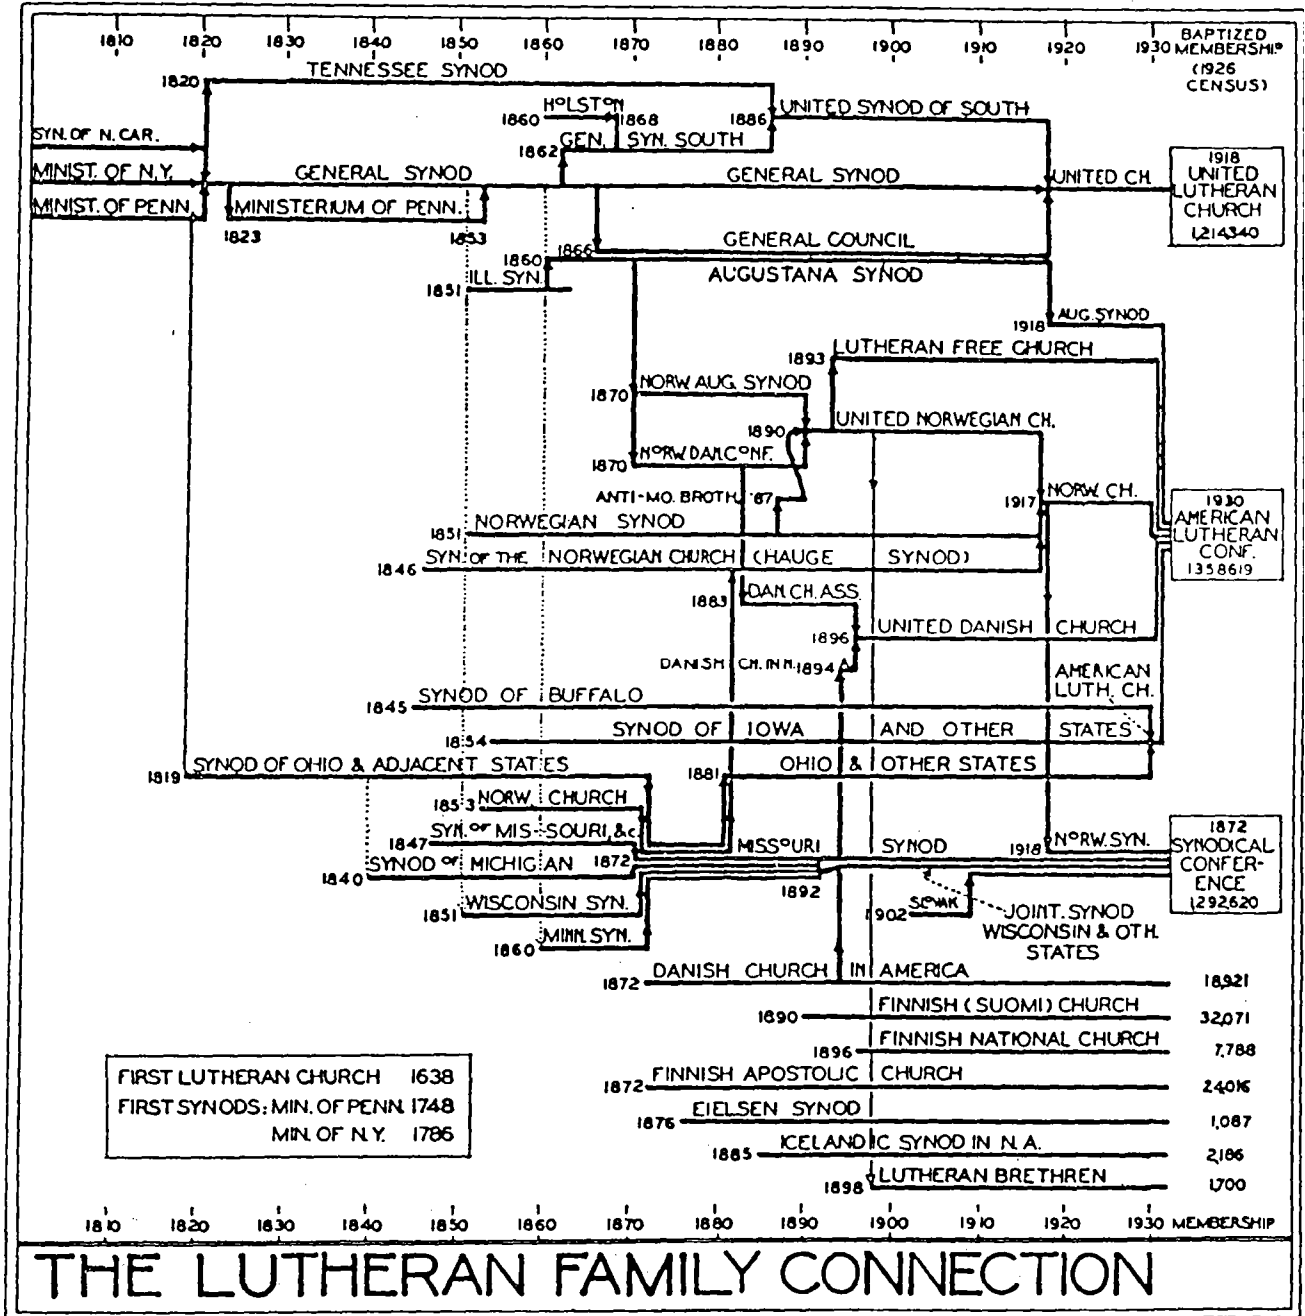 1810 1820 1830 1840 1850 1860 1870 1880 1890 1900 1910 1920 1930
BAPTIZED
MEMBERSHIP
(1926
CENSUS)
TENNESSEE SYNOD
1820
HOLSTON
1860 1868
1886 UNITED SYNOD OF SOUTH
SYN. OF N. CAR.
GEN. SYN. SOUTH
1862
MINIST. OF N.Y.
GENERAL SYNOD
GENERAL SYNOD
UNITED CH.
1918
UNITED
LUTHERAN
CHURCH
1,214,340
MINIST. OF PENN.
MINISTERIUM OF PENN.
1823
1853
GENERAL COUNCIL
1866
1860
AUGUSTANA SYNOD
ILL. SYN.
1851
AUG. SYNOD
1918
LUTHERAN FREE CHURCH
1893
NORW. AUG. SYNOD
1870
UNITED NORWEGIAN CH.
1890
NORW. DAN. CONF.
1870
ANTI-MO. BROTH. '87
NORW. CH.
1917
1930
AMERICAN
LUTHERAN
CONF.
1358619
NORWEGIAN SYNOD
1851
SYN. OF THE NORWEGIAN CHURCH (HAUGE SYNOD)
1846
DAN. CH. ASS.
1883
UNITED DANISH CHURCH
1896
DANISH CH. IN N. 1894 A.
AMERICAN
LUTH. CH.
SYNOD OF BUFFALO
1845
SYNOD OF IOWA AND OTHER STATES
1854
SYNOD OF OHIO & ADJACENT STATES
1819
OHIO & OTHER STATES
1881
NORW. CHURCH
1853
SYN. OF MIS-SOURI, &c
1847
MISSOURI SYNOD
1872
NORW. SYN.
1918
1872
SYNODICAL
CONFER-
ENCE
1,292,620
SYNOD OF MICHIGAN
1840
1892
WISCONSIN SYN.
1851
SLOVAK
1902
JOINT. SYNOD
WISCONSIN & OTH.
STATES
MINN. SYN.
1860
DANISH CHURCH IN AMERICA
1872
18,921
FINNISH (SUOMI) CHURCH
1890
32,071
FINNISH NATIONAL CHURCH
1896
7,788
FINNISH APOSTOLIC CHURCH
1872
24,016
EIELSEN SYNOD
1876
1,087
ICELANDIC SYNOD IN N.A.
1885
2,186
LUTHERAN BRETHREN
1898
1,700
FIRST LUTHERAN CHURCH 1638
FIRST SYNODS: MIN. OF PENN. 1748
MIN. OF N.Y. 1786
1810 1820 1830 1840 1850 1860 1870 1880 1890 1900 1910 1920 1930 MEMBERSHIP
THE LUTHERAN FAMILY CONNECTION